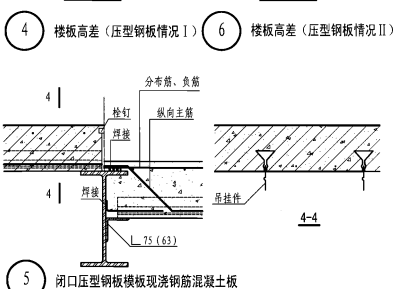 4 楼板高差（压型钢板情况Ⅰ） 6 楼板高差（压型钢板情况Ⅱ）
分布筋、负筋
4
栓钉
纵向主筋
焊接
4
焊接
吊挂件
4-4
75(63)
5 闭口压型钢板模板现浇钢筋混凝土板